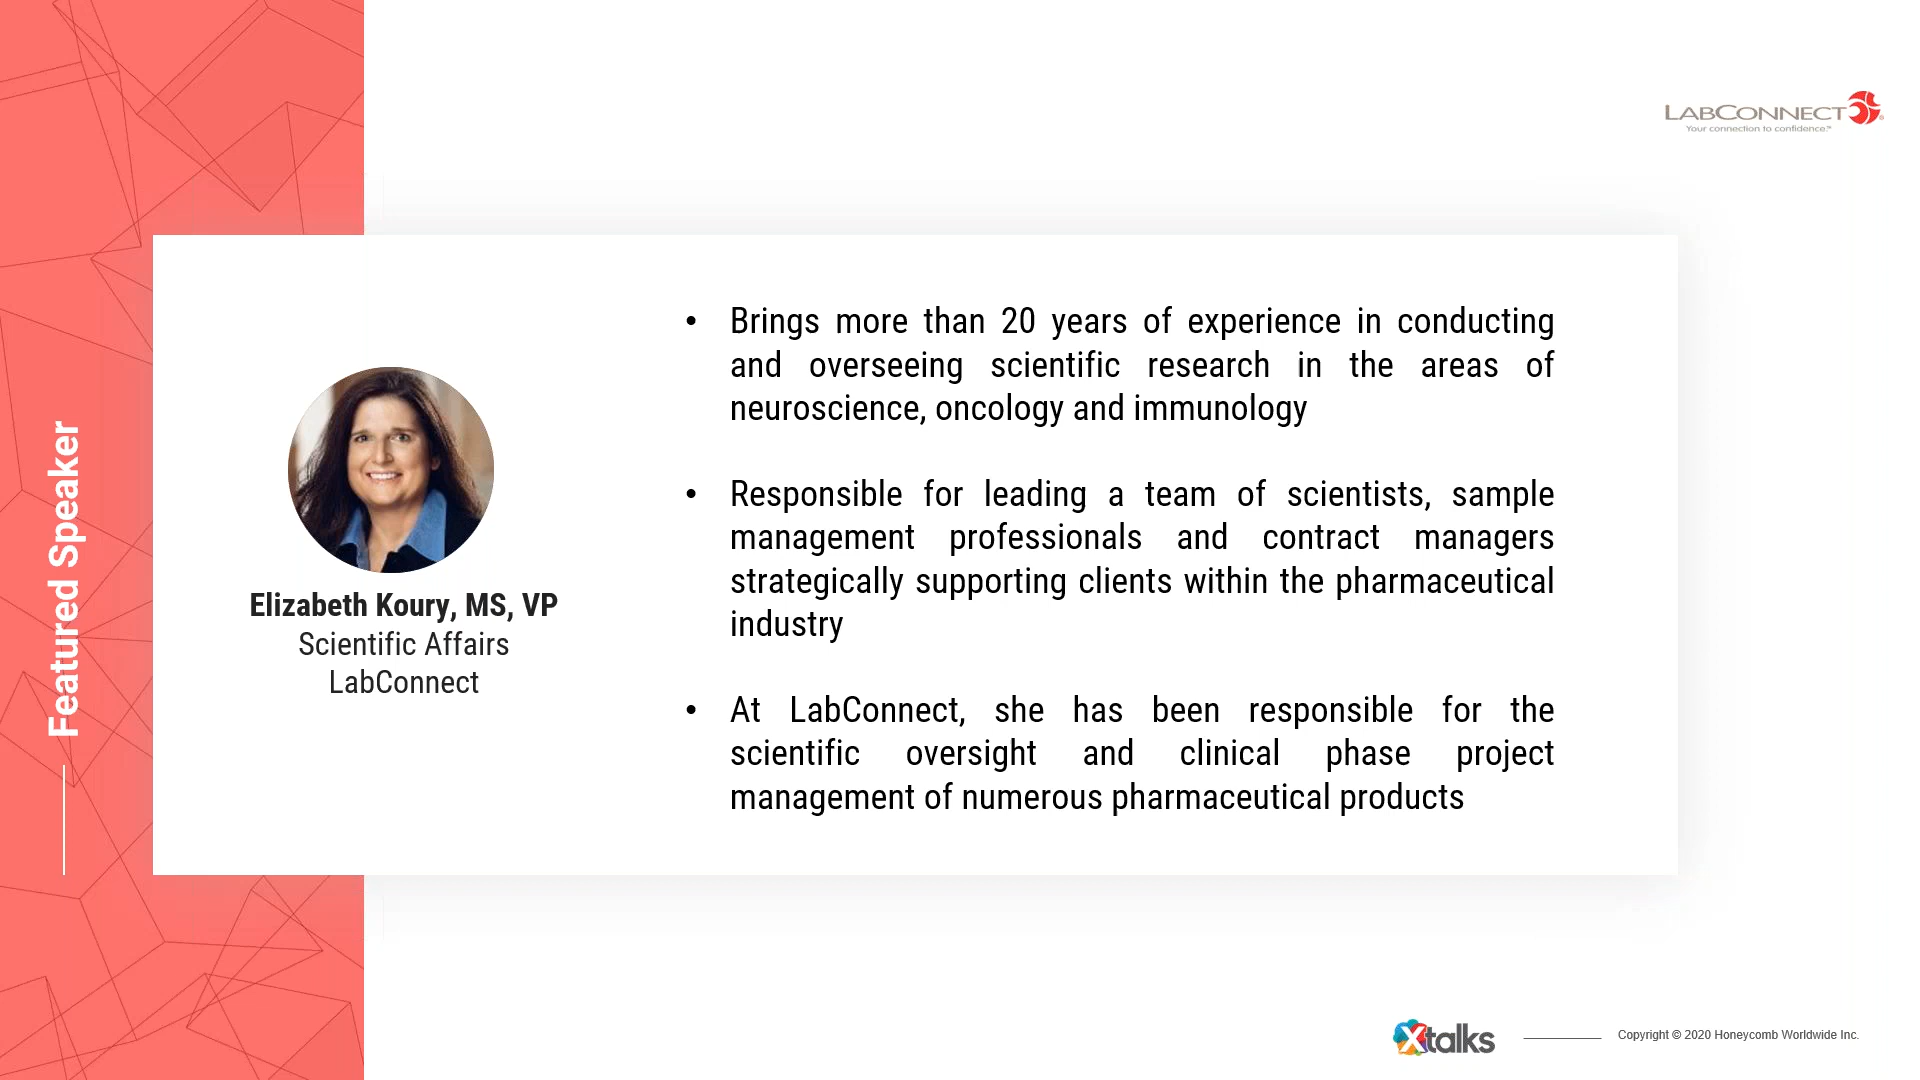 LABCONNECT
Your connection to confidence.™
Featured Speaker
Elizabeth Koury, MS, VP
Scientific Affairs
LabConnect
• Brings more than 20 years of experience in conducting
and overseeing scientific research in the areas of
neuroscience, oncology and immunology
• Responsible for leading a team of scientists, sample
management professionals and contract managers
strategically supporting clients within the pharmaceutical
industry
• At LabConnect, she has been responsible for the
scientific oversight and clinical phase project
management of numerous pharmaceutical products
Xtalks
Copyright © 2020 Honeycomb Worldwide Inc.